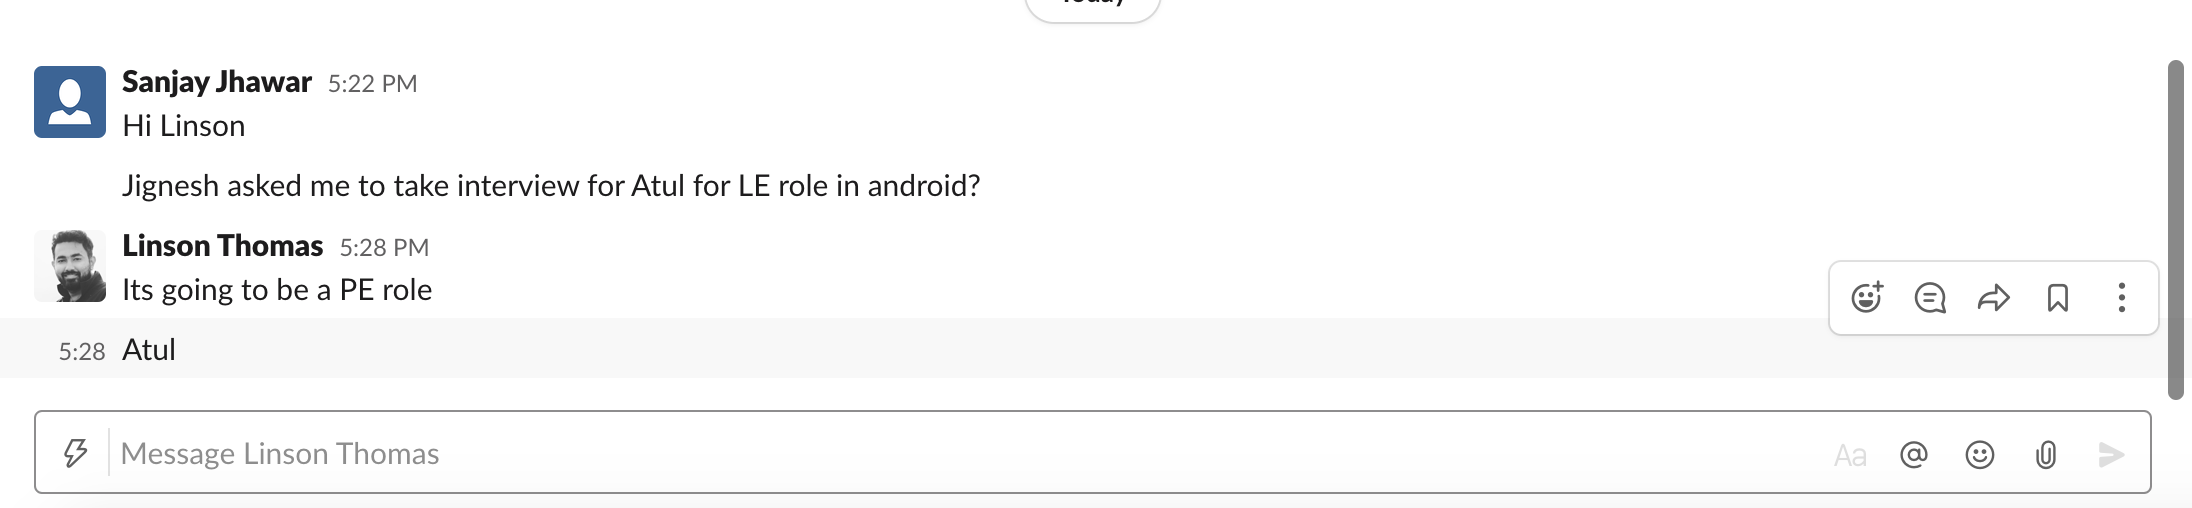 Today
Sanjay Jhawar 5:22 PM
Hi Linson
Jignesh asked me to take interview for Atul for LE role in android?
Linson Thomas 5:28 PM
Its going to be a PE role
5:28 Atul
Message Linson Thomas
Aa